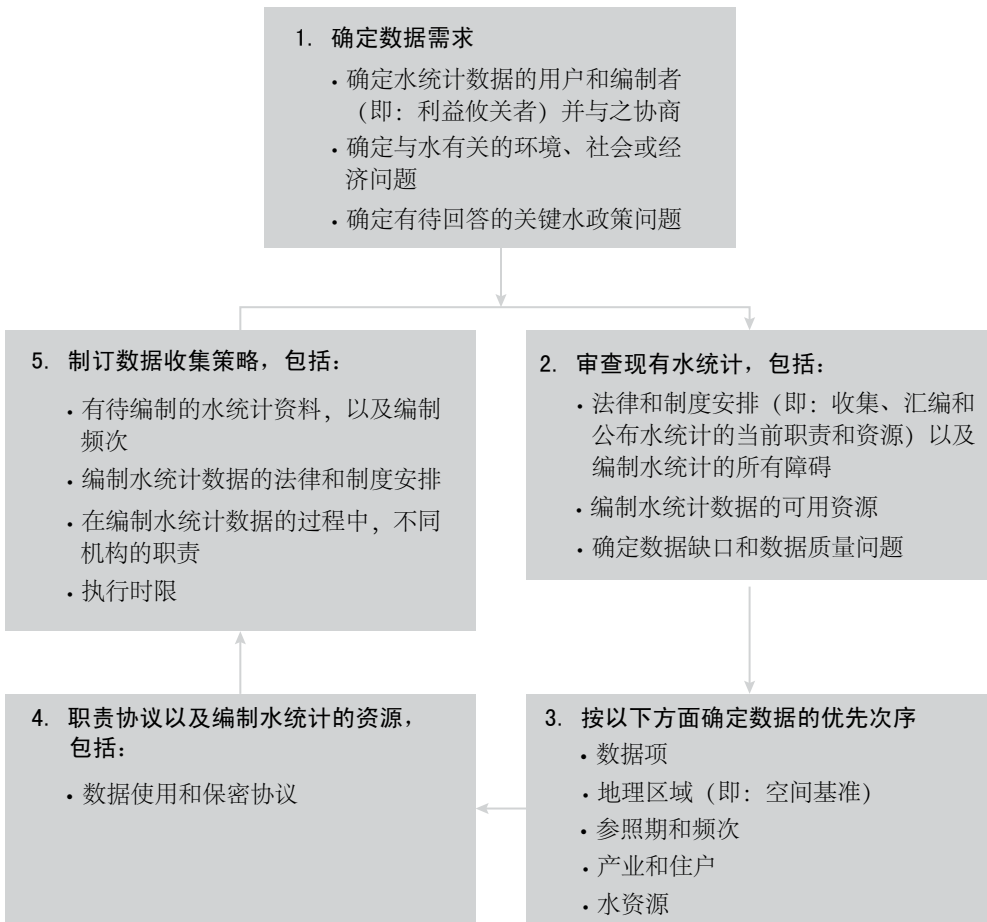 1. 确定数据需求
• 确定水统计数据的用户和编制者
（即：利益攸关者）并与之协商
• 确定与水有关的环境、社会或经
济问题
• 确定有待回答的关键水政策问题
2. 审查现有水统计，包括：
• 法律和制度安排（即：收集、汇编和
公布水统计的当前职责和资源）以及
编制水统计的所有障碍
• 编制水统计数据的可用资源
• 确定数据缺口和数据质量问题
3. 按以下方面确定数据的优先次序
• 数据项
• 地理区域（即：空间基准）
• 参照期和频次
• 产业和住户
• 水资源
4. 职责协议以及编制水统计的资源，
包括：
• 数据使用和保密协议
5. 制订数据收集策略，包括：
• 有待编制的水统计资料，以及编制
频次
• 编制水统计数据的法律和制度安排
• 在编制水统计数据的过程中，不同
机构的职责
• 执行时限